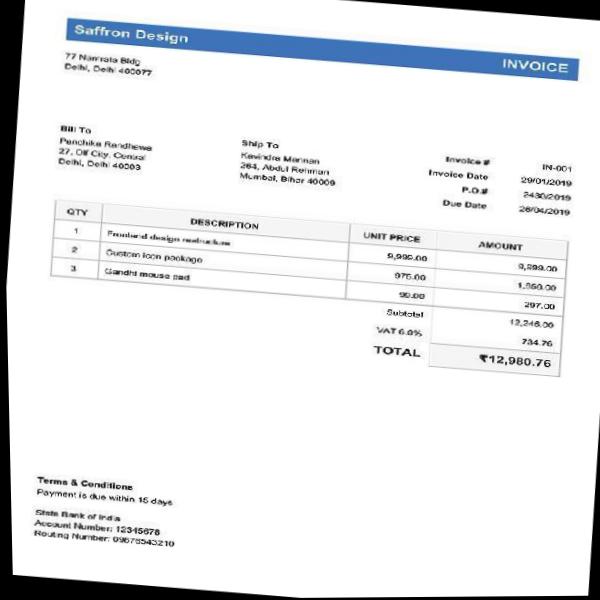 Saffron Design
INVOICE
77 Namrata Bldg
Delhi, Delhi 400077
Bill To
Panchika Randhawa
27, Dlf City, Central
Delhi, Delhi 40003
Ship To
Kavindra Mannan
264, Abdul Rehman
Mumbai, Bihar 40009
Invoice # IN-001
Invoice Date 29/01/2019
P.O.# 2430/2019
Due Date 26/04/2019
QTY DESCRIPTION UNIT PRICE AMOUNT
1 Frontend design restructure 9,999.00 9,999.00
2 Custom icon package 975.00 1,950.00
3 Gandhi mouse pad 99.00 297.00
Subtotal 12,246.00
VAT 6.0% 734.76
TOTAL ₹12,980.76
Terms & Conditions
Payment is due within 15 days
State Bank of India
Account Number: 12345678
Routing Number: 09876543210